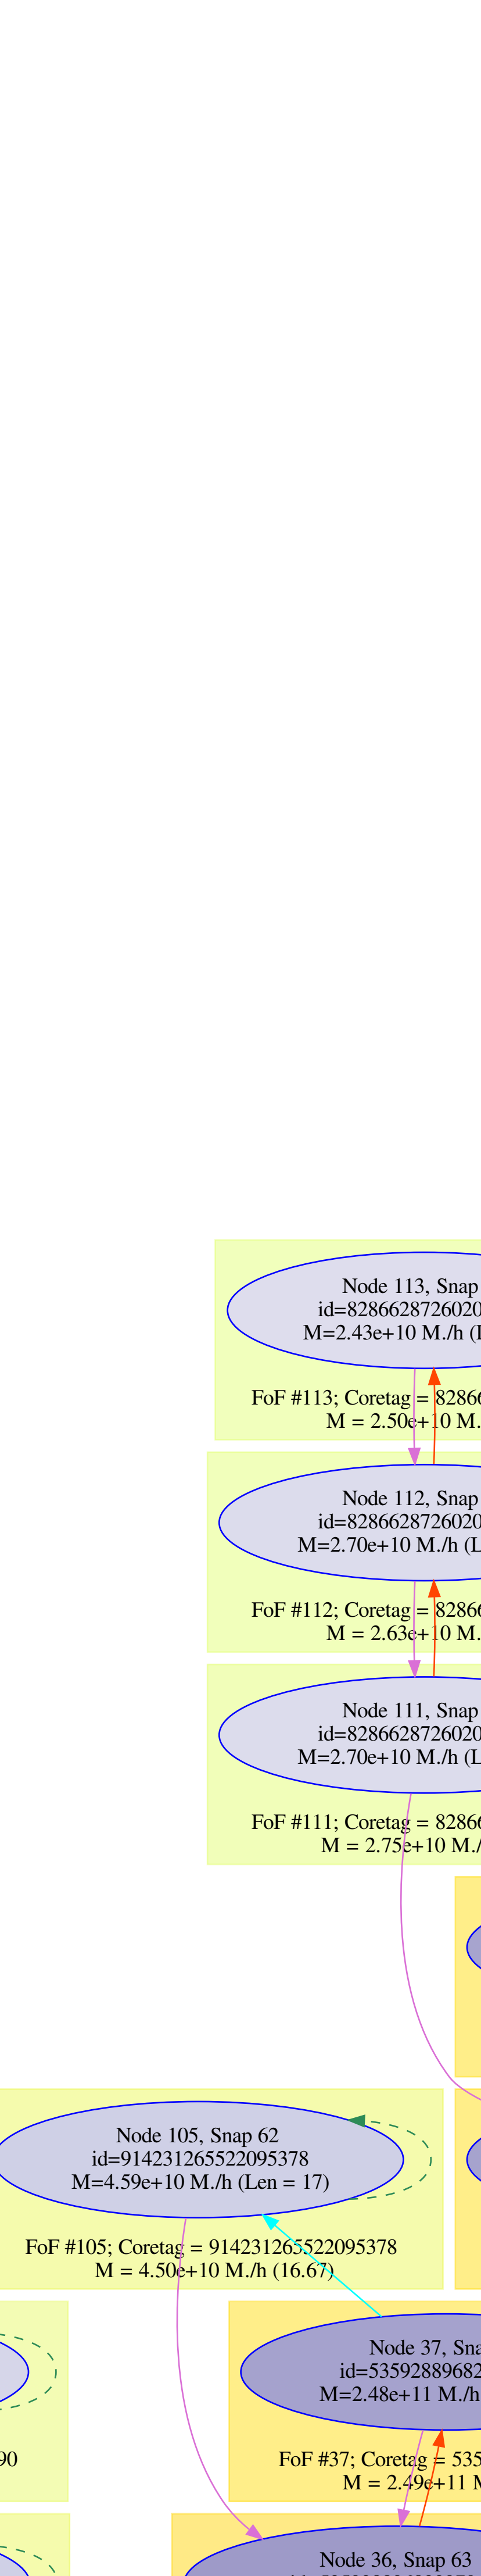 Node 113, Snap
id=8286628726020
M=2.43e+10 M./h (
FoF #113; Coretag = 8286
M = 2.50e+10 M.
Node 112, Snap
id=8286628726020
M=2.70e+10 M./h (L
FoF #112; Coretag = 8286
M = 2.63e+10 M.
Node 111, Snap
id=8286628726020
M=2.70e+10 M./h (L
FoF #111; Coretag = 8286
M = 2.75e+10 M./
Node 105, Snap 62
id=914231265522095378
M=4.59e+10 M./h (Len = 17)
FoF #105; Coretag = 914231265522095378
M = 4.50e+10 M./h (16.67)
Node 37, Sna
id=53592889682
M=2.48e+11 M./h
90
FoF #37; Coretag = 535
M = 2.49e+11 M
Node 36, Snap 63